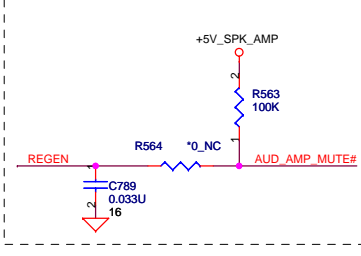 +5V_SPK_AMP
2
R563
100K
1
R564
*0_NC
REGEN
AUD_AMP_MUTE#
1
C789
0.033U
2
16